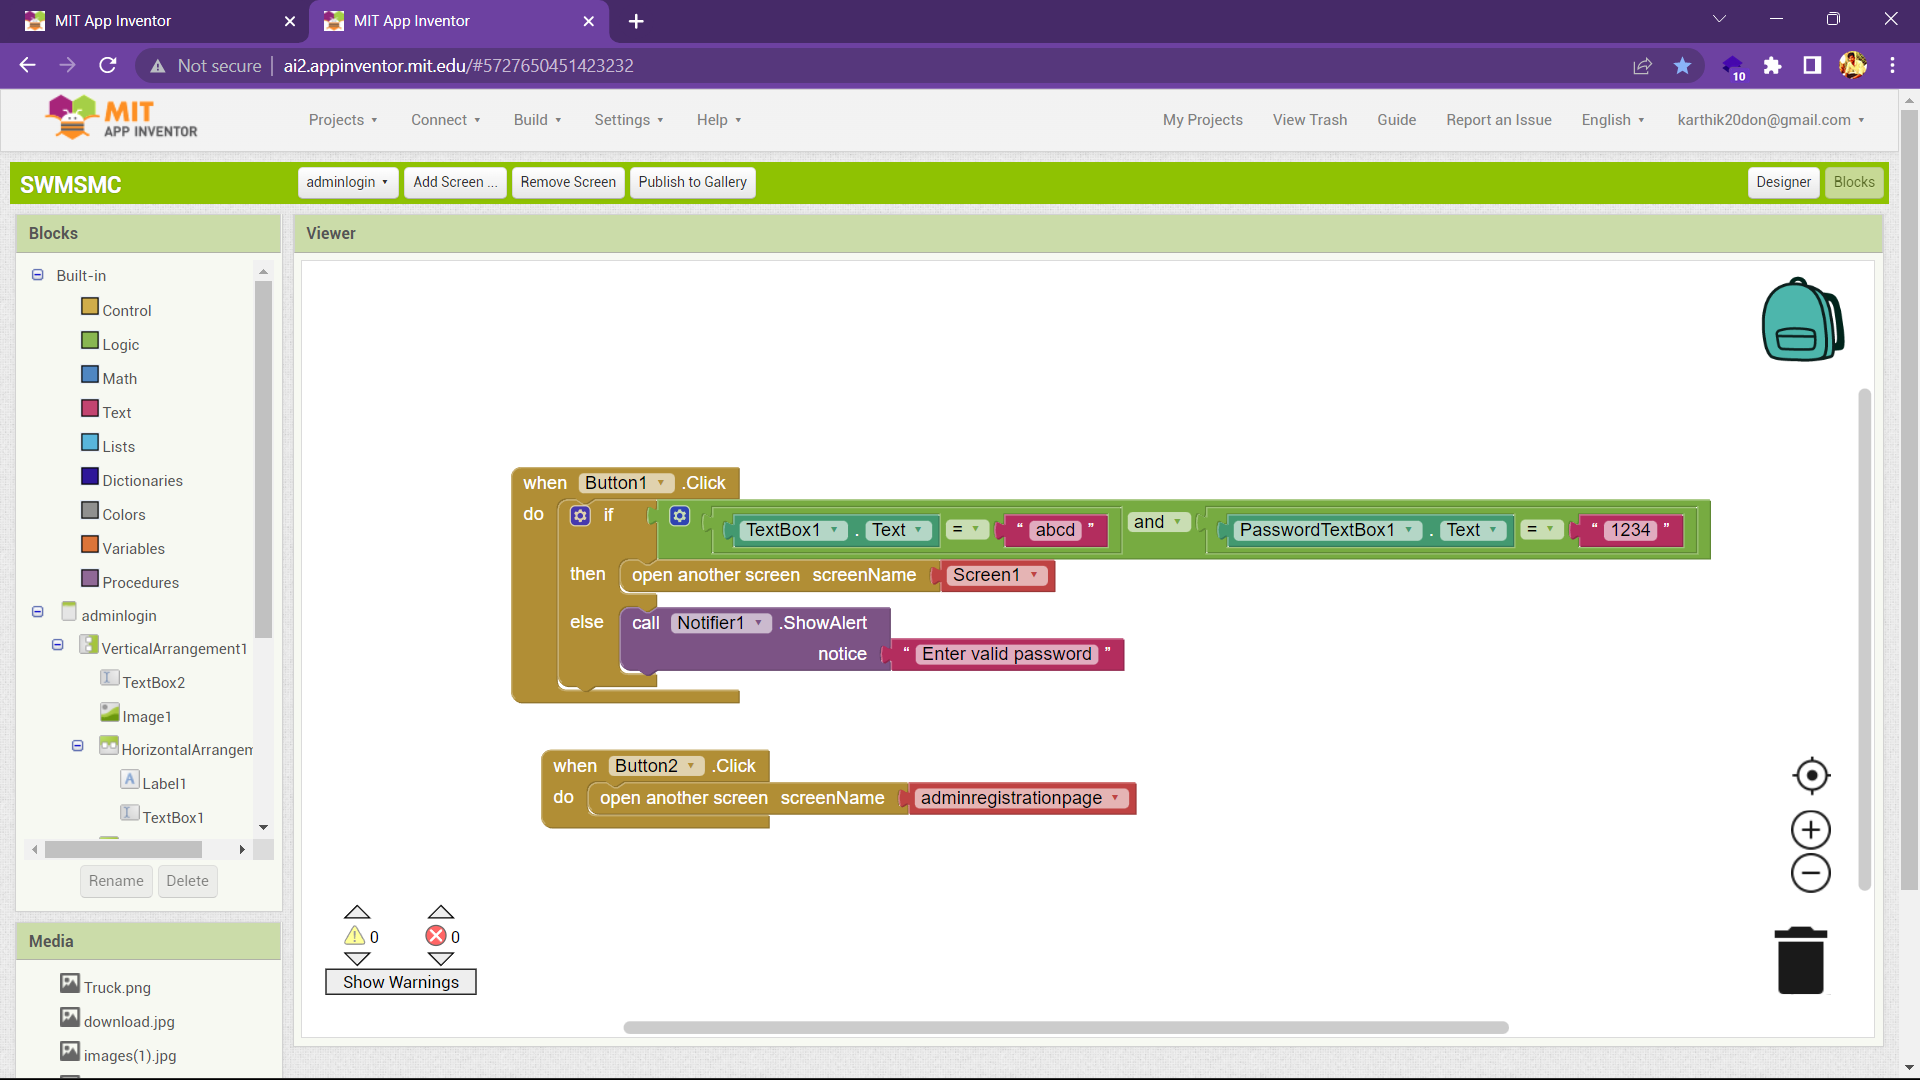 MIT App Inventor
MIT App Inventor
Not secure
ai2.appinventor.mit.edu/#5727650451423232
10
MIT
APP INVENTOR
Projects
Connect
Build
Settings
Help
My Projects
View Trash
Guide
Report an Issue
English
karthik20don@gmail.com
SWMSMC
adminlogin
Add Screen ...
Remove Screen
Publish to Gallery
Designer
Blocks
Blocks
Built-in
Control
Logic
Math
Text
Lists
Dictionaries
Colors
Variables
Procedures
adminlogin
VerticalArrangement1
TextBox2
Image1
HorizontalArrangem
Label1
TextBox1
Rename
Delete
Media
Truck.png
download.jpg
images(1).jpg
Viewer
when Button1 .Click
do if TextBox1 . Text = “ abcd ” and PasswordTextBox1 . Text = “ 1234 ”
then open another screen screenName Screen1
else call Notifier1 .ShowAlert
notice “ Enter valid password ”
when Button2 .Click
do open another screen screenName adminregistrationpage
0 0
Show Warnings